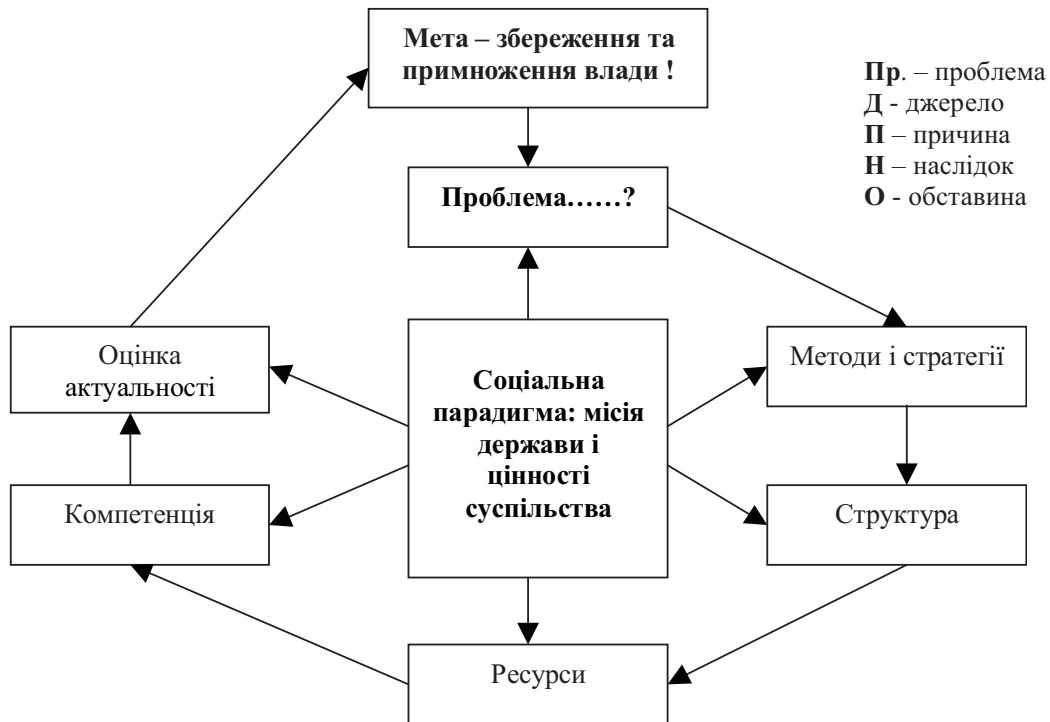 Мета – збереження та
примноження влади !
Пр. – проблема
Д - джерело
П – причина
Н – наслідок
О - обставина
Проблема……?
Оцінка
актуальності
Соціальна
парадигма: місія
держави і
цінності
суспільства
Методи і стратегії
Компетенція
Структура
Ресурси